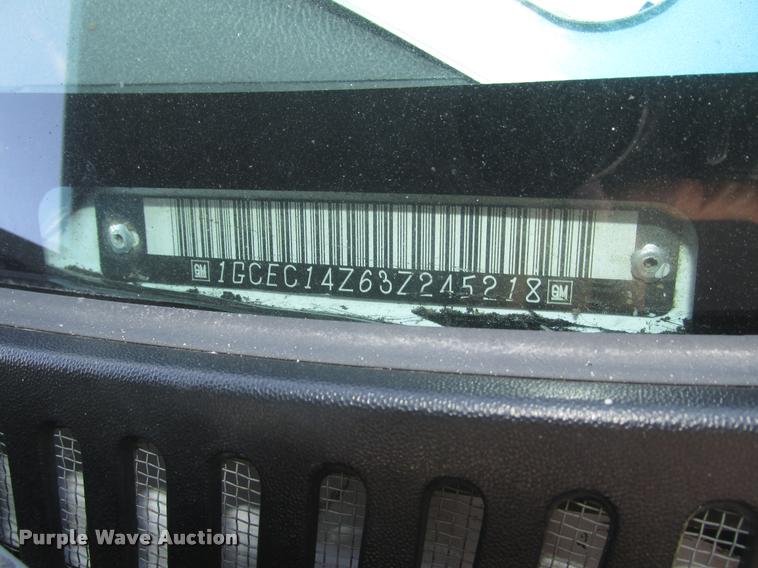 GM 1GCEC14Z63Z245218 GM
Purple Wave Auction